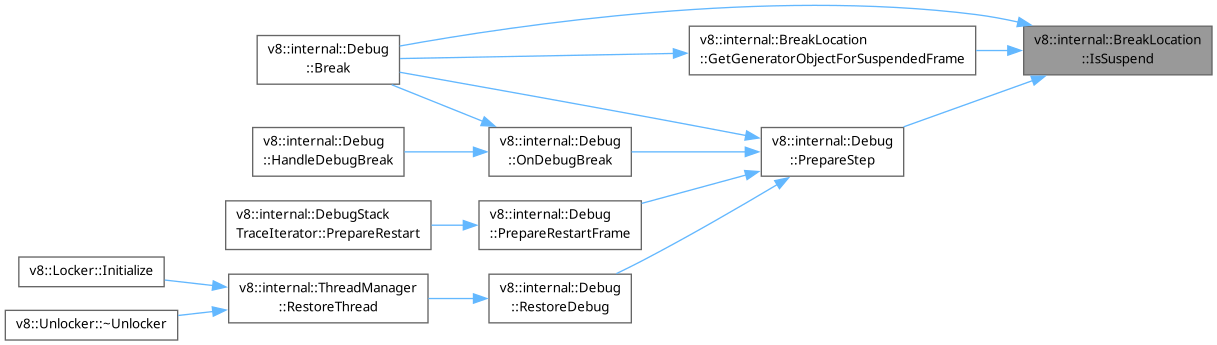 v8::internal::Debug
::Break
v8::internal::BreakLocation
::GetGeneratorObjectForSuspendedFrame
v8::internal::BreakLocation
::IsSuspend
v8::internal::Debug
::HandleDebugBreak
v8::internal::Debug
::OnDebugBreak
v8::internal::Debug
::PrepareStep
v8::internal::DebugStack
TraceIterator::PrepareRestart
v8::internal::Debug
::PrepareRestartFrame
v8::Locker::Initialize
v8::internal::ThreadManager
::RestoreThread
v8::internal::Debug
::RestoreDebug
v8::Unlocker::~Unlocker